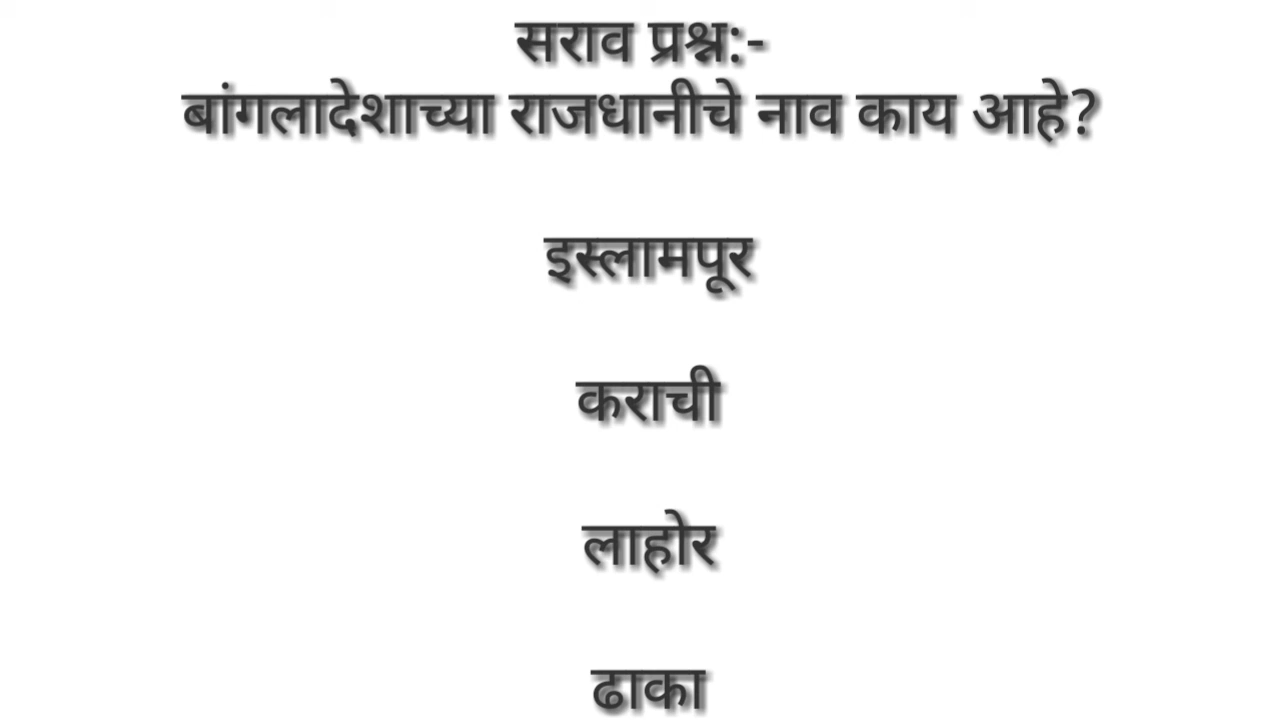 सराव प्रश्न:-
बांगलादेशाच्या राजधानीचे नाव काय आहे?
इस्लामपूर
कराची
लाहोर
ढाका